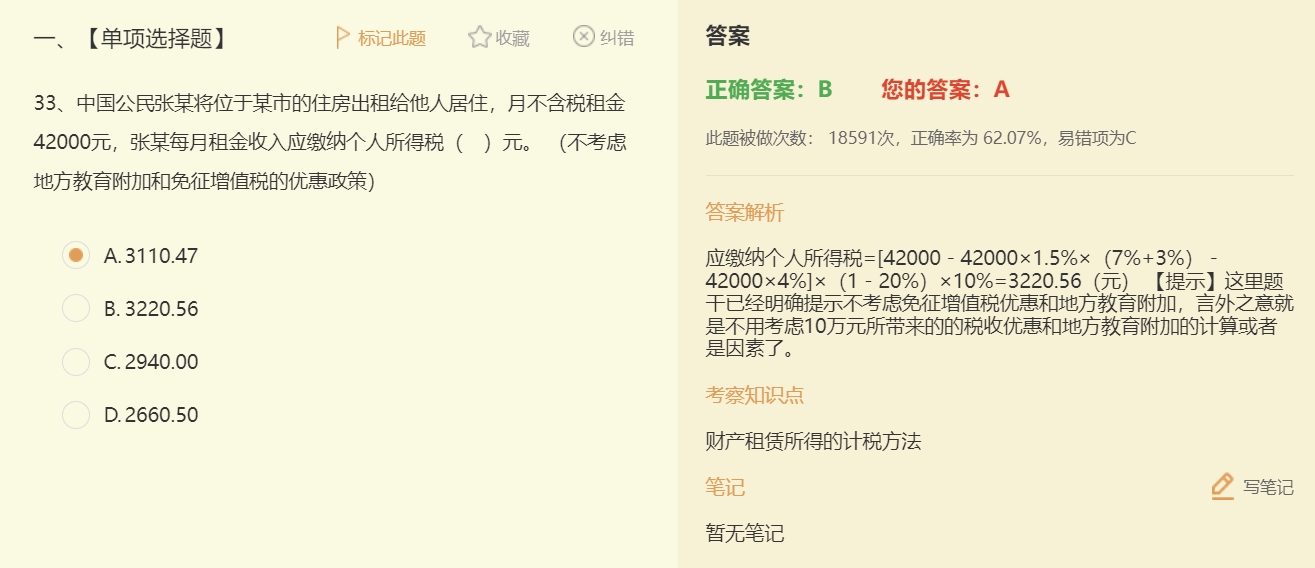 一、【单项选择题】 标记此题 收藏 纠错
33、中国公民张某将位于某市的住房出租给他人居住，月不含税租金
42000元，张某每月租金收入应缴纳个人所得税（　）元。 （不考虑
地方教育附加和免征增值税的优惠政策）
A. 3110.47
B. 3220.56
C. 2940.00
D. 2660.50
答案
正确答案：B 您的答案：A
此题被做次数： 18591次，正确率为 62.07%，易错项为C
答案解析
应缴纳个人所得税=[42000－42000×1.5%×（7%+3%）－
42000×4%]×（1－20%）×10%=3220.56（元） 【提示】这里题
干已经明确提示不考虑免征增值税优惠和地方教育附加，言外之意就
是不用考虑10万元所带来的的税收优惠和地方教育附加的计算或者
是因素了。
考察知识点
财产租赁所得的计税方法
笔记 写笔记
暂无笔记